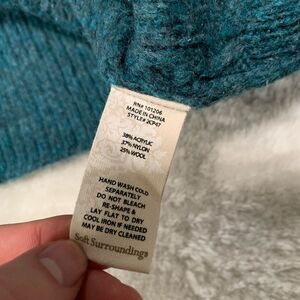 RN# 101206
MADE IN CHINA
STYLE# 2CP47
38% ACRYLIC
37% NYLON
25% WOOL
HAND WASH COLD
SEPARATELY
DO NOT BLEACH
RE-SHAPE &
LAY FLAT TO DRY
COOL IRON IF NEEDED
MAY BE DRY CLEANED
Soft Surroundings